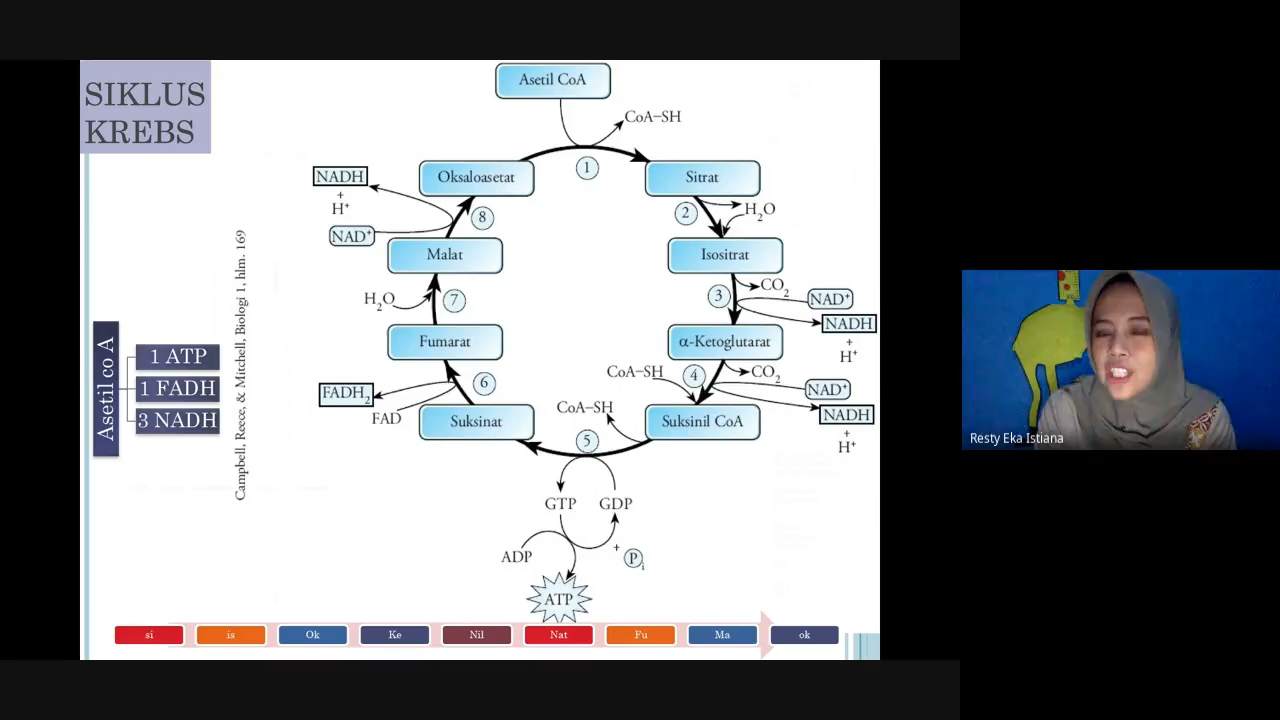 SIKLUS
KREBS
Asetil CoA
CoA–SH
1
Oksaloasetat
Sitrat
NADH
+
H⁺
NAD⁺
8
2
H₂O
Malat
Isositrat
3
CO₂
NAD⁺
NADH
+
H⁺
H₂O
7
Fumarat
α-Ketoglutarat
CoA–SH
4
CO₂
NAD⁺
NADH
+
H⁺
FADH₂
FAD
6
Suksinat
CoA–SH
Suksinil CoA
5
GTP
GDP
ADP
+
Pi
ATP
Campbell, Reece, & Mitchell, Biologi 1, hlm. 169
Asetil co A
1 ATP
1 FADH
3 NADH
si
is
Ok
Ke
Nil
Nat
Fu
Ma
ok
Resty Eka Istiana